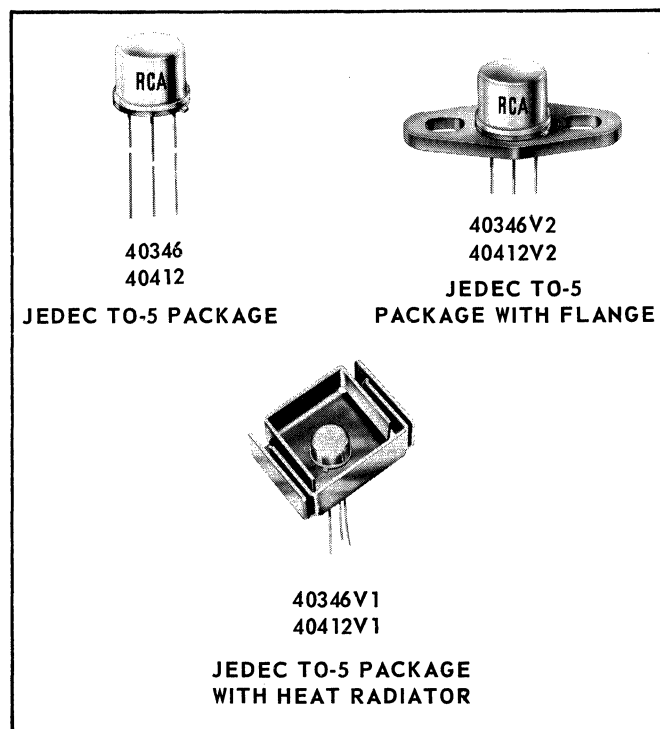 RCA
40346
40412
JEDEC TO-5 PACKAGE
RCA
40346V2
40412V2
JEDEC TO-5
PACKAGE WITH FLANGE
40346V1
40412V1
JEDEC TO-5 PACKAGE
WITH HEAT RADIATOR